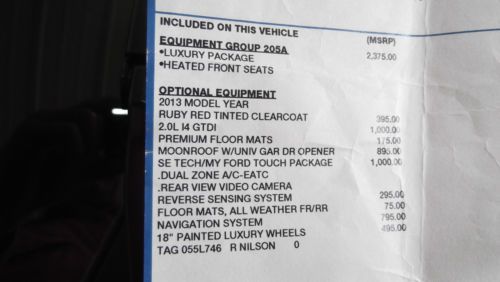 INCLUDED ON THIS VEHICLE
(MSRP)
EQUIPMENT GROUP 205A
•LUXURY PACKAGE 2,375.00
•HEATED FRONT SEATS
OPTIONAL EQUIPMENT
2013 MODEL YEAR
RUBY RED TINTED CLEARCOAT 395.00
2.0L I4 GTDI 1,000.00
PREMIUM FLOOR MATS 175.00
MOONROOF W/UNIV GAR DR OPENER 895.00
SE TECH/MY FORD TOUCH PACKAGE 1,000.00
.DUAL ZONE A/C-EATC
.REAR VIEW VIDEO CAMERA
REVERSE SENSING SYSTEM 295.00
FLOOR MATS, ALL WEATHER FR/RR 75.00
NAVIGATION SYSTEM 795.00
18" PAINTED LUXURY WHEELS 495.00
TAG 055L746 R NILSON 0